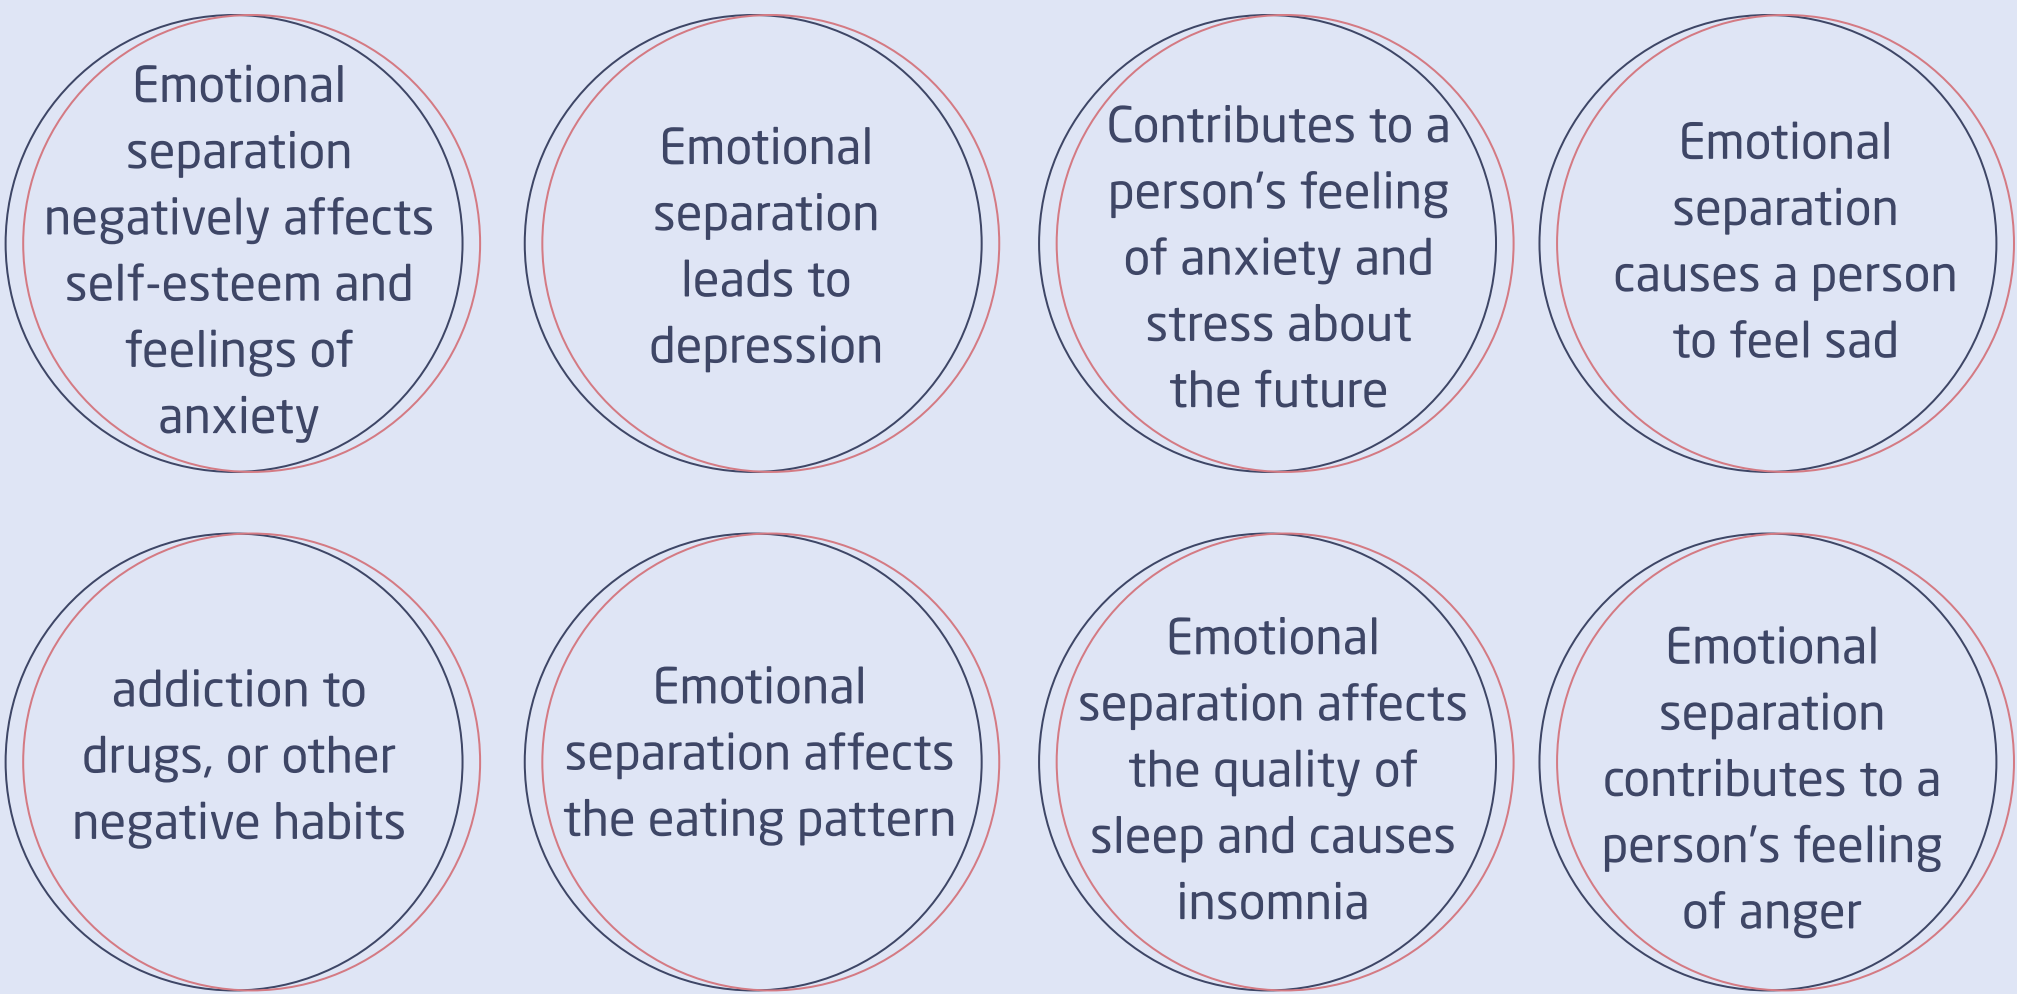 Emotional
separation
negatively affects
self-esteem and
feelings of
anxiety
Emotional
separation
leads to
depression
Contributes to a
person's feeling
of anxiety and
stress about
the future
Emotional
separation
causes a person
to feel sad
addiction to
drugs, or other
negative habits
Emotional
separation affects
the eating pattern
Emotional
separation affects
the quality of
sleep and causes
insomnia
Emotional
separation
contributes to a
person's feeling
of anger